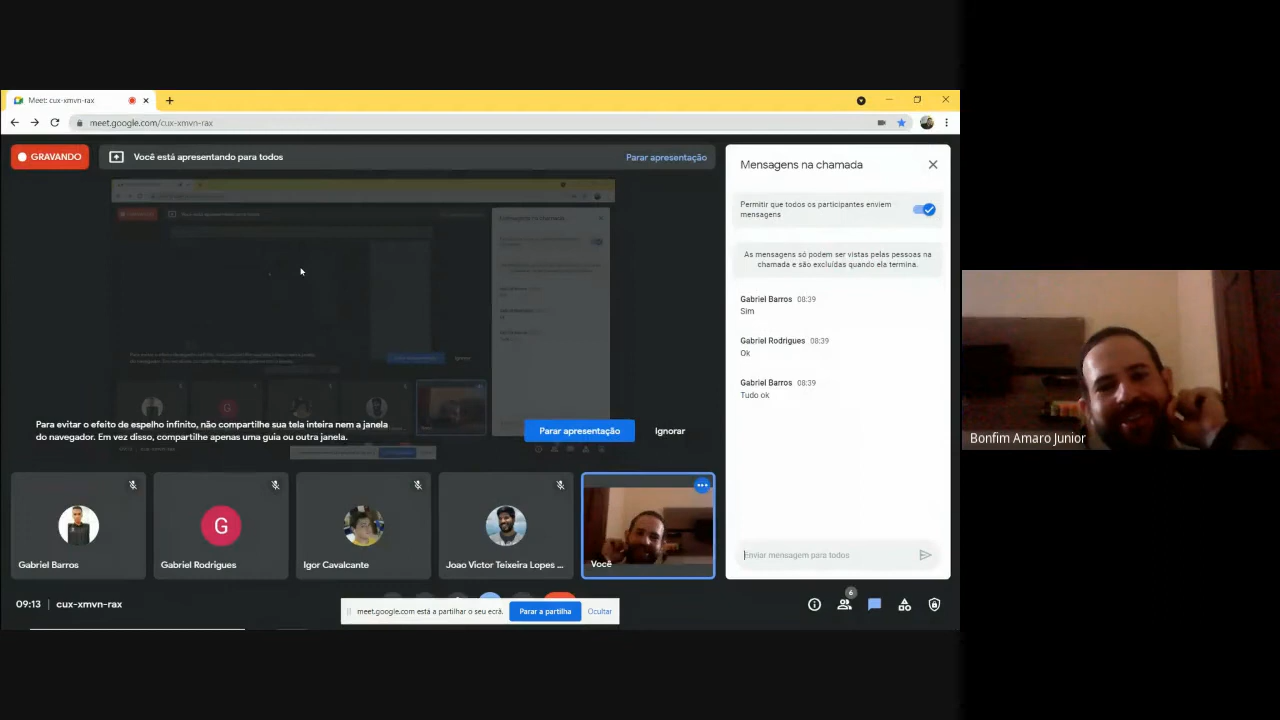 Meet: cux-xmvn-rax
meet.google.com/cux-xmvn-rax
GRAVANDO
Você está apresentando para todos
Parar apresentação
Mensagens na chamada
Permitir que todos os participantes enviem
mensagens
As mensagens só podem ser vistas pelas pessoas na
chamada e são excluídas quando ela termina.
Gabriel Barros 08:39
Sim
Gabriel Rodrigues 08:39
Ok
Gabriel Barros 08:39
Tudo ok
Enviar mensagem para todos
Para evitar o efeito de espelho infinito, não compartilhe sua tela inteira nem a janela
do navegador. Em vez disso, compartilhe apenas uma guia ou outra janela.
Parar apresentação
Ignorar
Gabriel Barros
G
Gabriel Rodrigues
Igor Cavalcante
Joao Victor Teixeira Lopes ...
Você
09:13 | cux-xmvn-rax
meet.google.com está a partilhar o seu ecrã.
Parar a partilha
Ocultar
6
Bonfim Amaro Junior